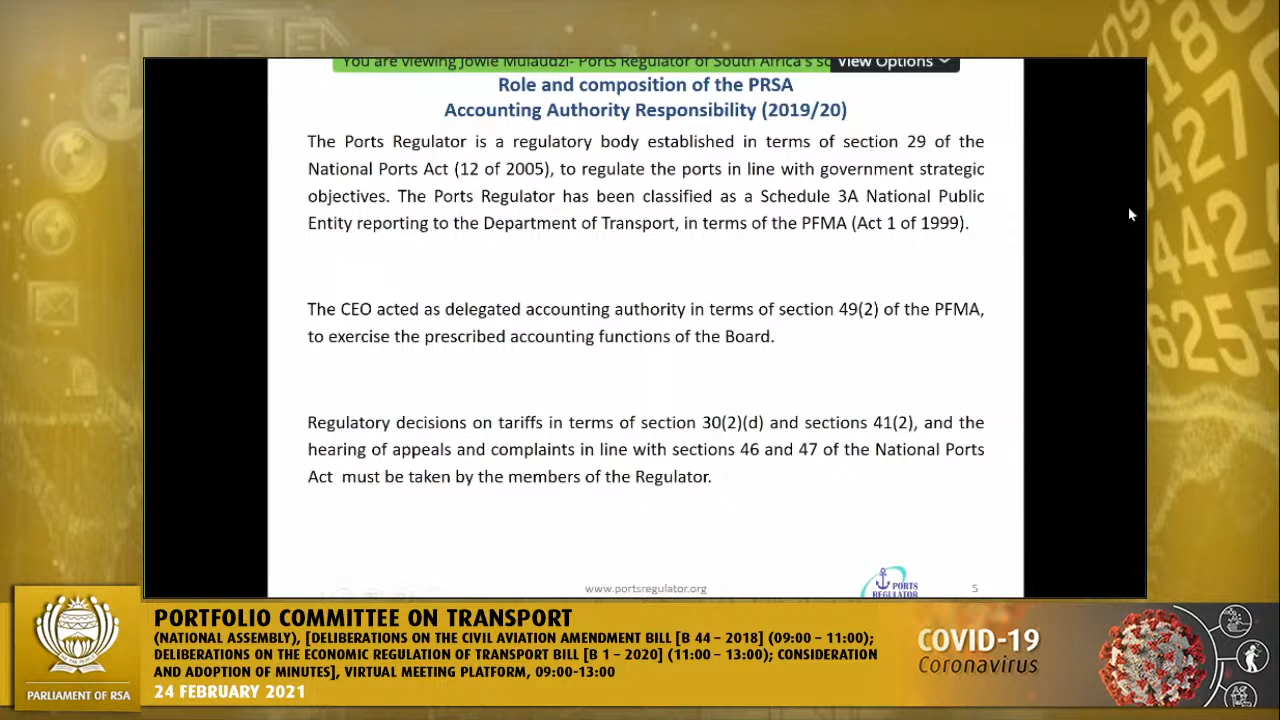 You are viewing Jowie Mulaudzi- Ports Regulator of South Africa's sc View Options
Role and composition of the PRSA
Accounting Authority Responsibility (2019/20)
The Ports Regulator is a regulatory body established in terms of section 29 of the
National Ports Act (12 of 2005), to regulate the ports in line with government strategic
objectives. The Ports Regulator has been classified as a Schedule 3A National Public
Entity reporting to the Department of Transport, in terms of the PFMA (Act 1 of 1999).
The CEO acted as delegated accounting authority in terms of section 49(2) of the PFMA,
to exercise the prescribed accounting functions of the Board.
Regulatory decisions on tariffs in terms of section 30(2)(d) and sections 41(2), and the
hearing of appeals and complaints in line with sections 46 and 47 of the National Ports
Act must be taken by the members of the Regulator.
www.portsregulator.org
PORTS
REGULATOR
5
PORTFOLIO COMMITTEE ON TRANSPORT
(NATIONAL ASSEMBLY), [DELIBERATIONS ON THE CIVIL AVIATION AMENDMENT BILL [B 44 – 2018] (09:00 – 11:00);
DELIBERATIONS ON THE ECONOMIC REGULATION OF TRANSPORT BILL [B 1 – 2020] (11:00 – 13:00); CONSIDERATION
AND ADOPTION OF MINUTES], VIRTUAL MEETING PLATFORM, 09:00-13:00
24 FEBRUARY 2021
PARLIAMENT OF RSA
COVID-19
Coronavirus